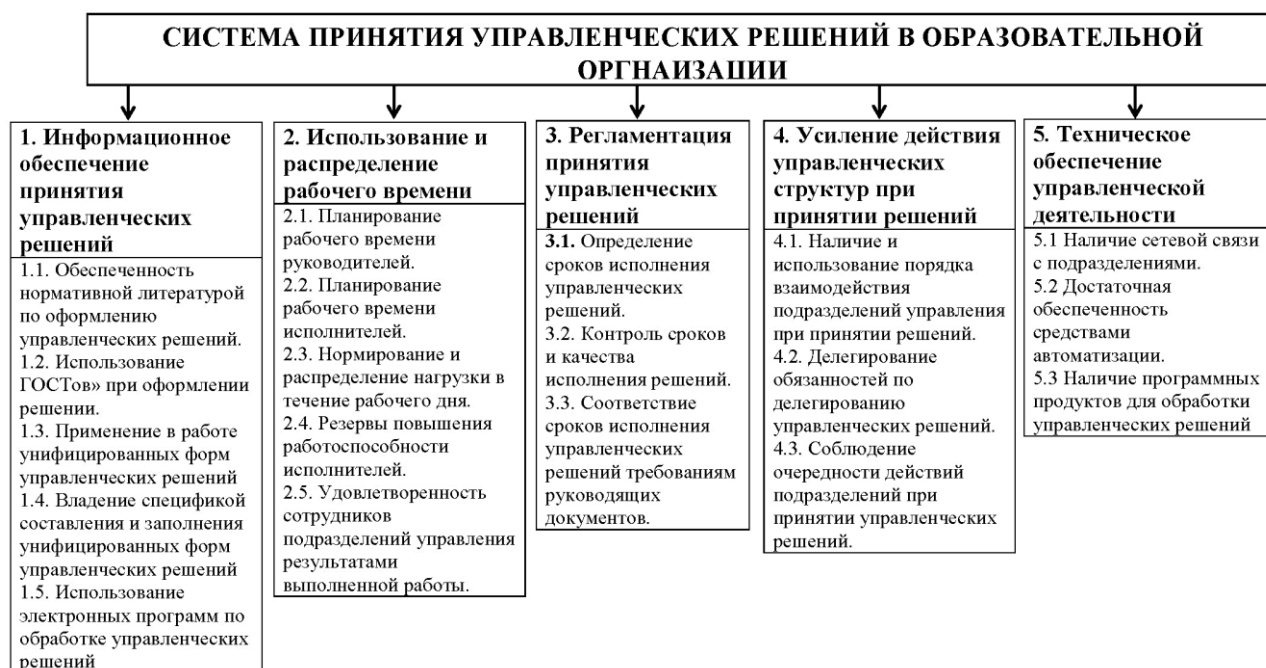 СИСТЕМА ПРИНЯТИЯ УПРАВЛЕНЧЕСКИХ РЕШЕНИЙ В ОБРАЗОВАТЕЛЬНОЙ
ОРГНАИЗАЦИИ
1. Информационное
обеспечение
принятия
управленческих
решений
1.1. Обеспеченность
нормативной литературой
по оформлению
управленческих решений.
1.2. Использование
ГОСТов» при оформлении
решении.
1.3. Применение в работе
унифицированных форм
управленческих решений
1.4. Владение спецификой
составления и заполнения
унифицированных форм
управленческих решений
1.5. Использование
электронных программ по
обработке управленческих
решений
2. Использование и
распределение
рабочего времени
2.1. Планирование
рабочего времени
руководителей.
2.2. Планирование
рабочего времени
исполнителей.
2.3. Нормирование и
распределение нагрузки в
течение рабочего дня.
2.4. Резервы повышения
работоспособности
исполнителей.
2.5. Удовлетворенность
сотрудников
подразделений управления
результатами
выполненной работы.
3. Регламентация
принятия
управленческих
решений
3.1. Определение
сроков исполнения
управленческих
решений.
3.2. Контроль сроков
и качества
исполнения решений.
3.3. Соответствие
сроков исполнения
управленческих
решений требованиям
руководящих
документов.
4. Усиление действия
управленческих
структур при
принятии решений
4.1. Наличие и
использование порядка
взаимодействия
подразделений управления
при принятии решений.
4.2. Делегирование
обязанностей по
делегированию
управленческих решений.
4.3. Соблюдение
очередности действий
подразделений при
принятии управленческих
решений.
5. Техническое
обеспечение
управленческой
деятельности
5.1 Наличие сетевой связи
с подразделениями.
5.2 Достаточная
обеспеченность
средствами
автоматизации.
5.3 Наличие программных
продуктов для обработки
управленческих решений